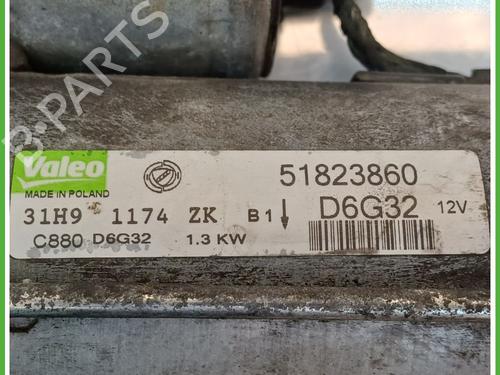 Valeo
MADE IN POLAND
51823860
31H9 1174 ZK B1
D6G32 12V
C880 D6G32 1.3 KW
B-PARTS